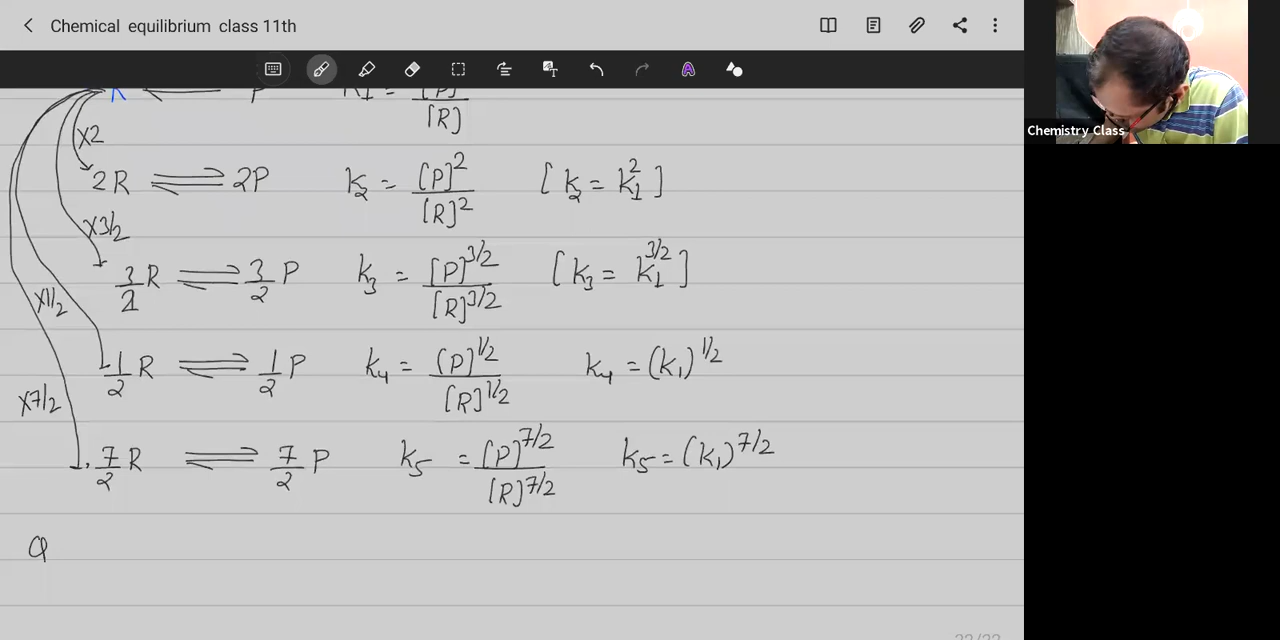 Chemical equilibrium class 11th
Chemistry Class
R ⇌ P K1 = [P]/[R]
X2
2R ⇌ 2P K2 = [P]^2/[R]^2 [K2 = K1^2]
X3/2
3/2 R ⇌ 3/2 P K3 = [P]^3/2/[R]^3/2 [K3 = K1^3/2]
X1/2
1/2 R ⇌ 1/2 P K4 = [P]^1/2/[R]^1/2 K4 = (K1)^1/2
X7/2
7/2 R ⇌ 7/2 P K5 = [P]^7/2/[R]^7/2 K5 = (K1)^7/2
Q